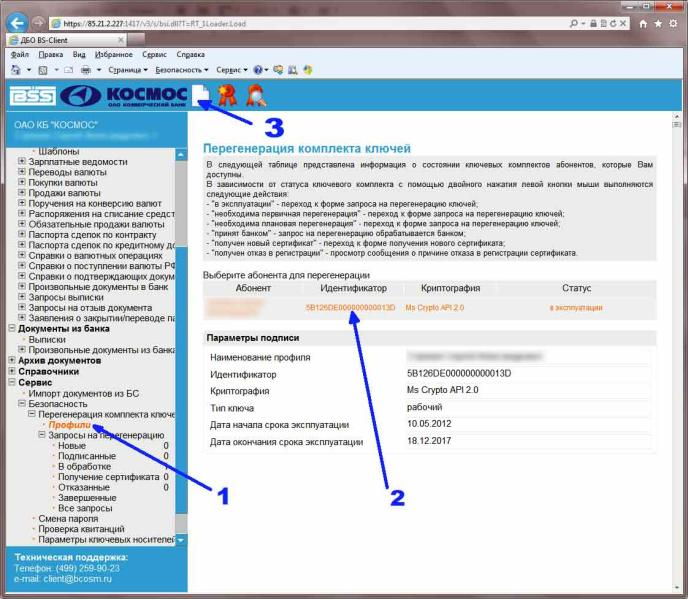 https://85.21.2.227:1417/v3/s/bsi.dll?T=RT_1Loader.Load
ДБО BS-Client
Файл Правка Вид Избранное Сервис Справка
Страница Безопасность Сервис
BSS КОСМОС
ОАО КОММЕРЧЕСКИЙ БАНК
3
ОАО КБ "КОСМОС"
Шаблоны
Зарплатные ведомости
Переводы валюты
Покупки валюты
Продажи валюты
Поручения на конверсию валют
Распоряжения на списание средст
Обязательные продажи валюты
Паспорта сделок по контракту
Паспорта сделок по кредитному до
Справки о валютных операциях
Справки о поступлении валюты РФ
Справки о подтверждающих докум
Произвольные документы в банк
Запросы выписки
Запросы на отзыв документа
Заявления о закрытии/переводе па
Документы из банка
Выписки
Произвольные документы из банка
Архив документов
Справочники
Сервис
Импорт документов из БС
Безопасность
Перегенерация комплекта ключе
Профили
Запросы на перегенерацию
Новые 0
Подписанные 0
В обработке
Получение сертификата 0
Отказанные 0
Завершенные
Все запросы
Смена пароля
Проверка квитанций
Параметры ключевых носителей
Техническая поддержка:
Телефон: (499) 259-90-23
e-mail: client@bcosm.ru
Перегенерация комплекта ключей
В следующей таблице представлена информация о состоянии ключевых комплектов абонентов, которые Вам
доступны.
В зависимости от статуса ключевого комплекта с помощью двойного нажатия левой кнопки мыши выполняются
следующие действия:
- "в эксплуатации" - переход к форме запроса на перегенерацию ключей;
- "необходима первичная перегенерация" - переход к форме запроса на перегенерацию ключей;
- "необходима плановая перегенерация" - переход к форме запроса на перегенерацию ключей;
- "принят банком" - запрос на перегенерацию обрабатывается банком;
- "получен новый сертификат" - переход к форме получения нового сертификата;
- "получен отказ в регистрации" - просмотр сообщения о причине отказа в регистрации сертификата.
Выберите абонента для перегенерации
Абонент Идентификатор Криптография Статус
5B126DE000000000013D Ms Crypto API 2.0 в эксплуатации
Параметры подписи
Наименование профиля
Идентификатор 5B126DE000000000013D
Криптография Ms Crypto API 2.0
Тип ключа рабочий
Дата начала срока эксплуатации 10.05.2012
Дата окончания срока эксплуатации 18.12.2017
1
2